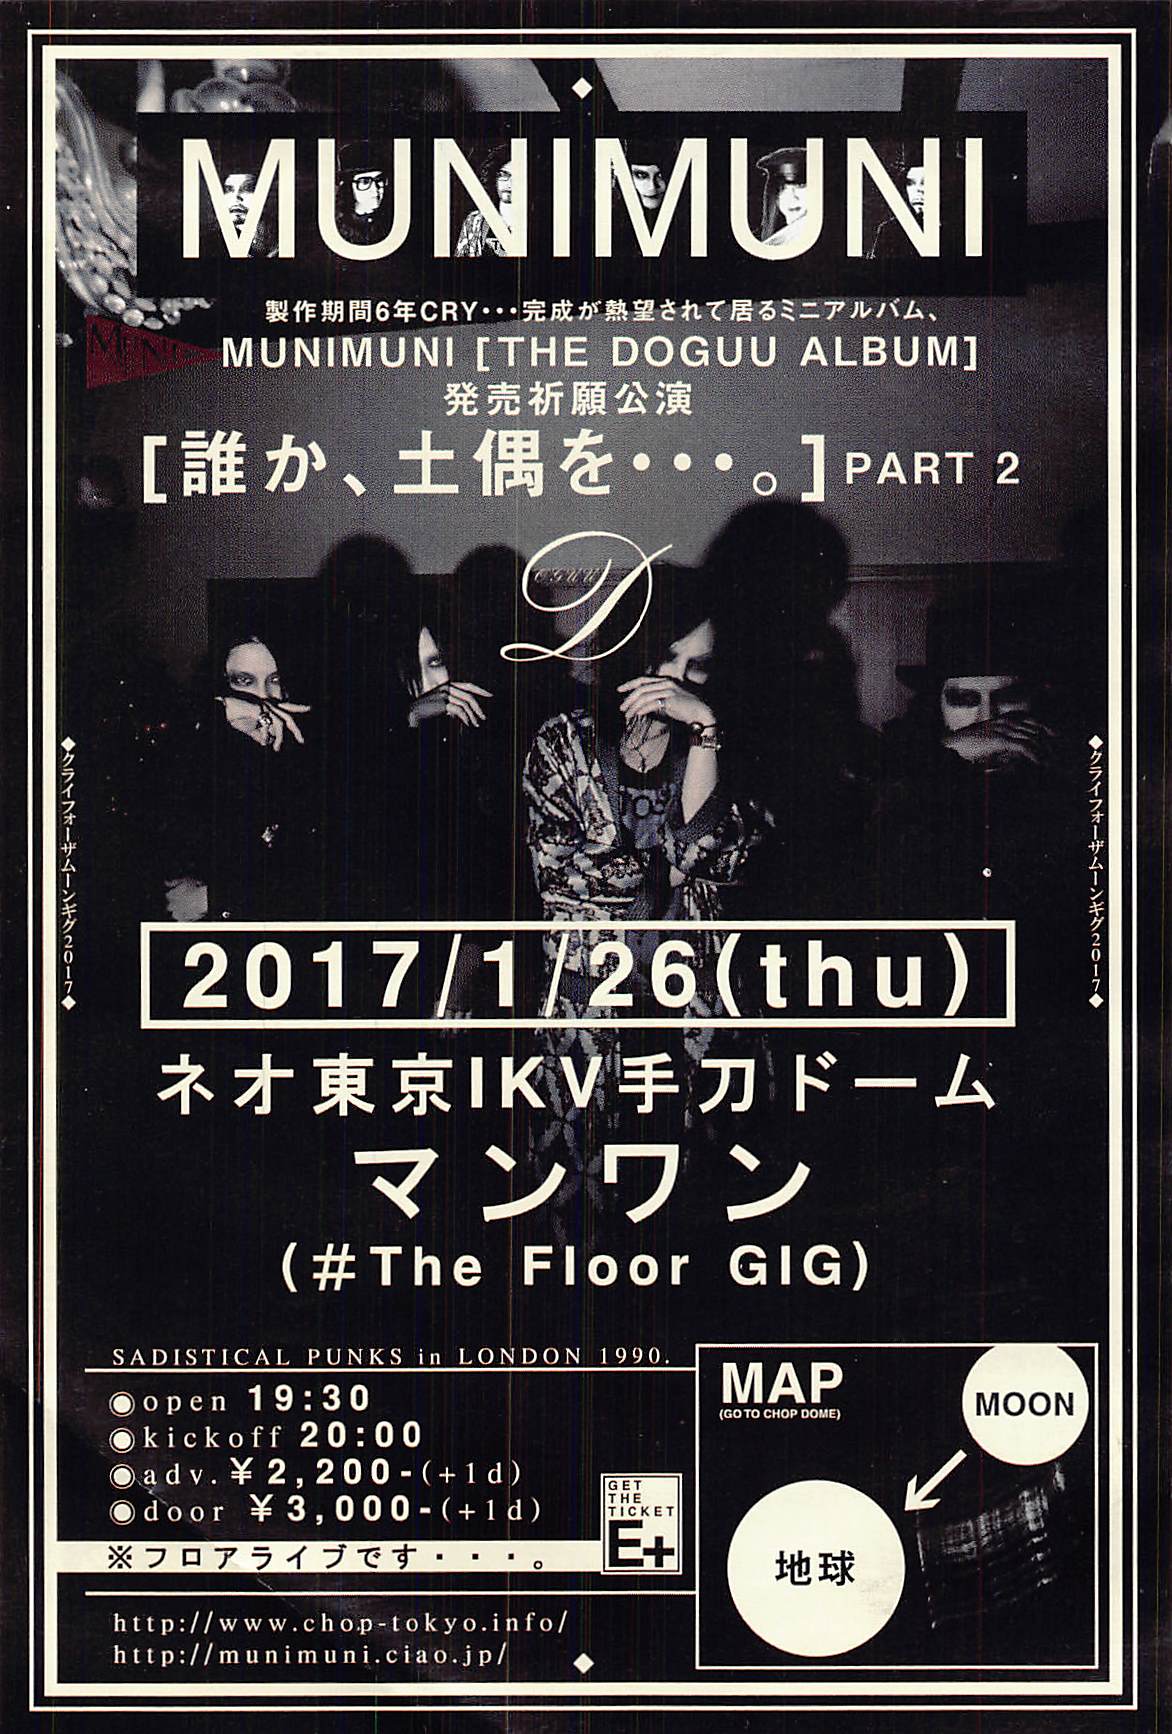 MUNIMUNI
製作期間6年CRY・・・完成が熱望されて居るミニアルバム、
MUNIMUNI [THE DOGUU ALBUM]
発売祈願公演
[誰か、土偶を・・・。] PART 2
D
◆クライフォーザムーンギグ2017◆
◆クライフォーザムーンギグ2017◆
2017/1/26(thu)
ネオ東京IKV手刀ドーム
マンワン
(#The Floor GIG)
SADISTICAL PUNKS in LONDON 1990.
◉open 19:30
◉kickoff 20:00
◉adv. ¥2,200-(+1d)
◉door ¥3,000-(+1d)
※フロアライブです・・・。
GET
THE
TICKET
E+
http://www.chop-tokyo.info/
http://munimuni.ciao.jp/
MAP
(GO TO CHOP DOME)
MOON
地球